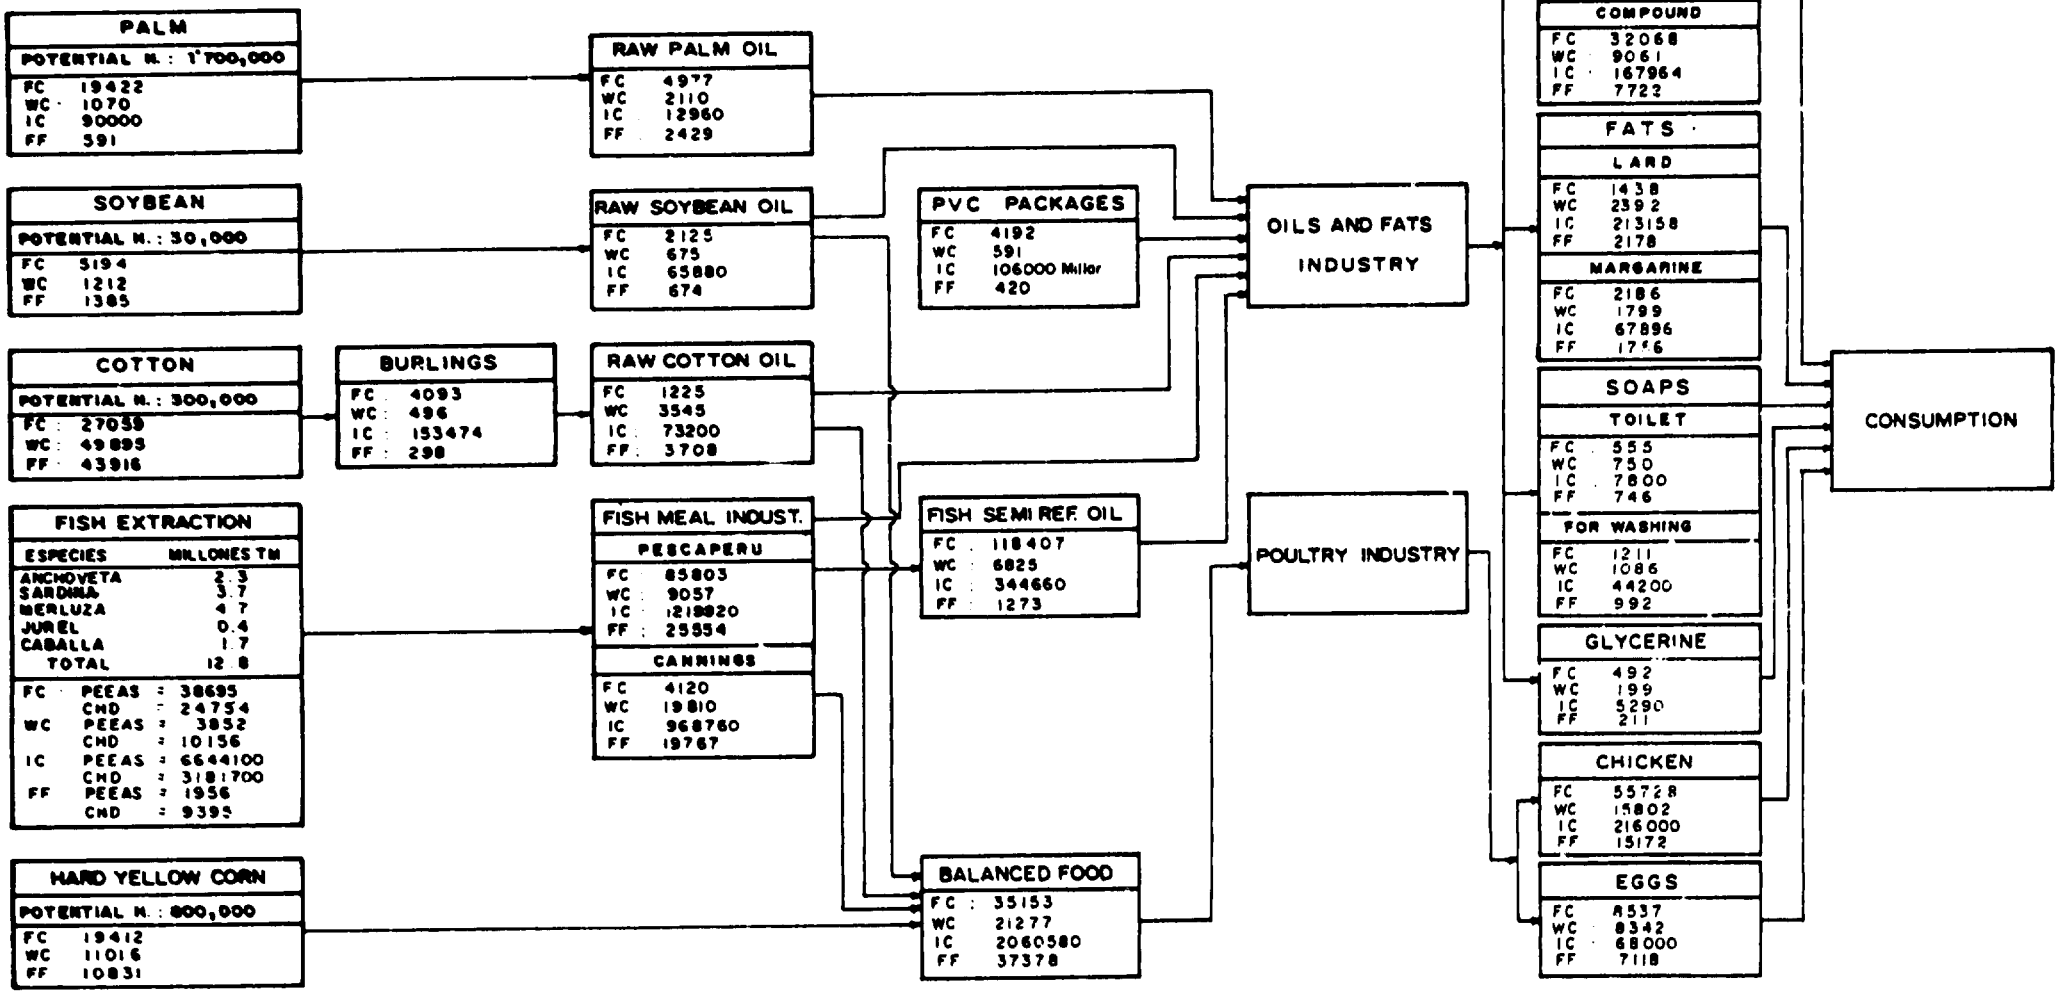 PALM
POTENTIAL H. : 1'700,000
FC 19422
WC 1070
IC 90000
FF 591
SOYBEAN
POTENTIAL H. : 30,000
FC 5194
WC 1212
FF 1385
COTTON
POTENTIAL H. : 300,000
FC : 27059
WC : 49895
FF 43916
FISH EXTRACTION
ESPECIES MILLONES TM
ANCHOVETA 2.3
SARDINA 3.7
MERLUZA 4.7
JUREL 0.4
CABALLA 1.7
TOTAL 12.8
FC PEEAS = 38695
CHD = 24754
WC PEEAS = 3852
CHD = 10156
IC PEEAS = 6644100
CHD = 3181700
FF PEEAS = 1956
CHD = 9395
HARD YELLOW CORN
POTENTIAL H. : 800,000
FC 19412
WC 11016
FF 10831
BURLINGS
FC : 4093
WC : 496
IC : 153474
FF : 298
RAW PALM OIL
FC 4977
WC 2110
IC 12960
FF 2429
RAW SOYBEAN OIL
FC 2125
WC 675
IC 65880
FF 674
RAW COTTON OIL
FC 1225
WC 3545
IC 73200
FF : 3708
FISH MEAL INDUST.
PESCAPERU
FC : 85803
WC : 9057
IC :
FF : 25554
CANNINGS
FC 4120
WC 19810
IC 968760
FF 19767
PVC PACKAGES
FC 4192
WC 591
IC 106000 Millar
FF 420
FISH SEMI REF. OIL
FC : 118407
WC : 6825
IC : 344660
FF : 1273
BALANCED FOOD
FC : 35153
WC 21277
IC 2060580
FF 37378
OILS AND FATS
INDUSTRY
POULTRY INDUSTRY
COMPOUND
FC 32068
WC 9061
IC 167964
FF 7722
FATS
LARD
FC 1438
WC 2392
IC 213158
FF 2178
MARGARINE
FC 2186
WC 1799
IC 67896
FF
SOAPS
TOILET
FC 555
WC 750
IC 7800
FF 746
FOR WASHING
FC 1211
WC 1086
IC 44200
FF 992
GLYCERINE
FC 492
WC 199
IC 5290
FF 211
CHICKEN
FC 55728
WC 15802
IC 216000
FF 15172
EGGS
FC
WC 8342
IC 68000
FF 7118
CONSUMPTION